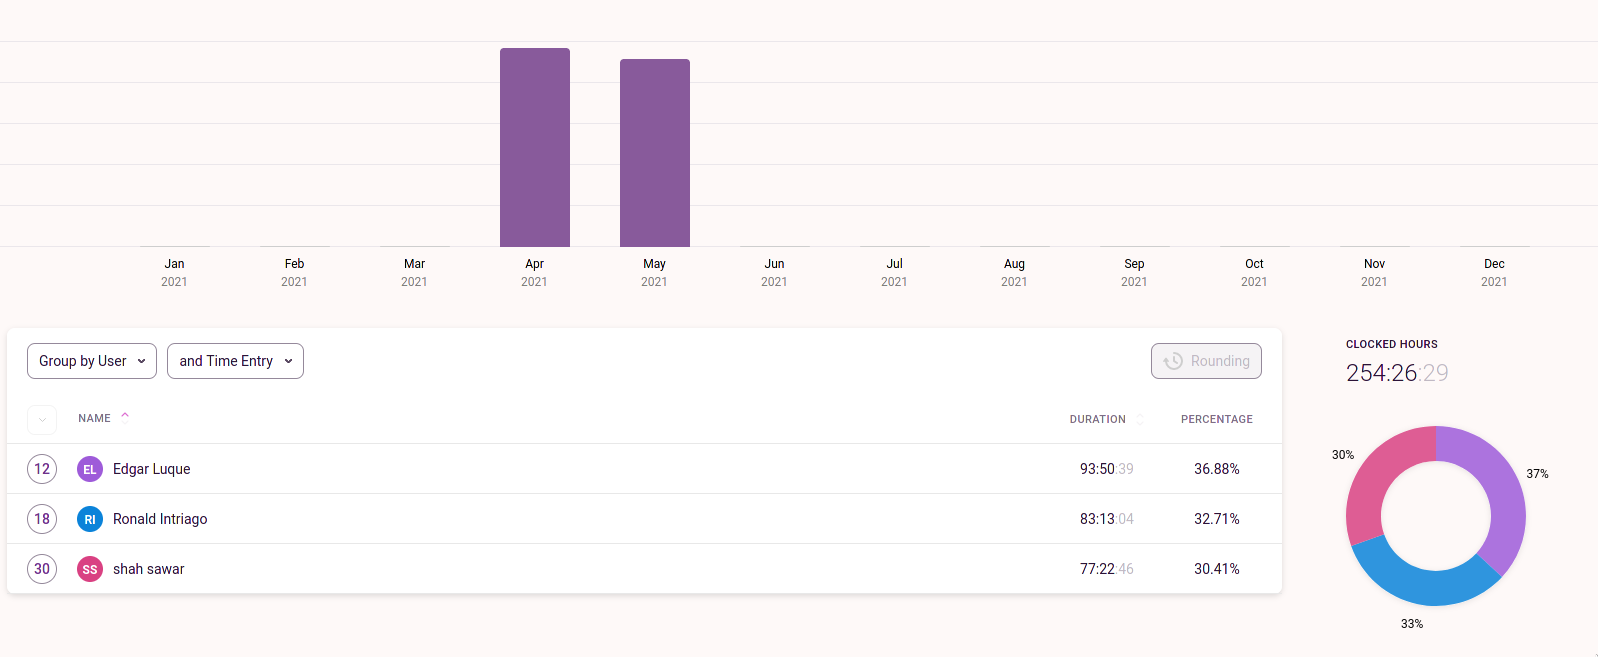 Jan Feb Mar Apr May Jun Jul Aug Sep Oct Nov Dec
2021 2021 2021 2021 2021 2021 2021 2021 2021 2021 2021 2021
Group by User and Time Entry Rounding
NAME DURATION PERCENTAGE
12 EL Edgar Luque 93:50:39 36.88%
18 RI Ronald Intriago 83:13:04 32.71%
30 SS shah sawar 77:22:46 30.41%
CLOCKED HOURS
254:26:29
30%
37%
33%